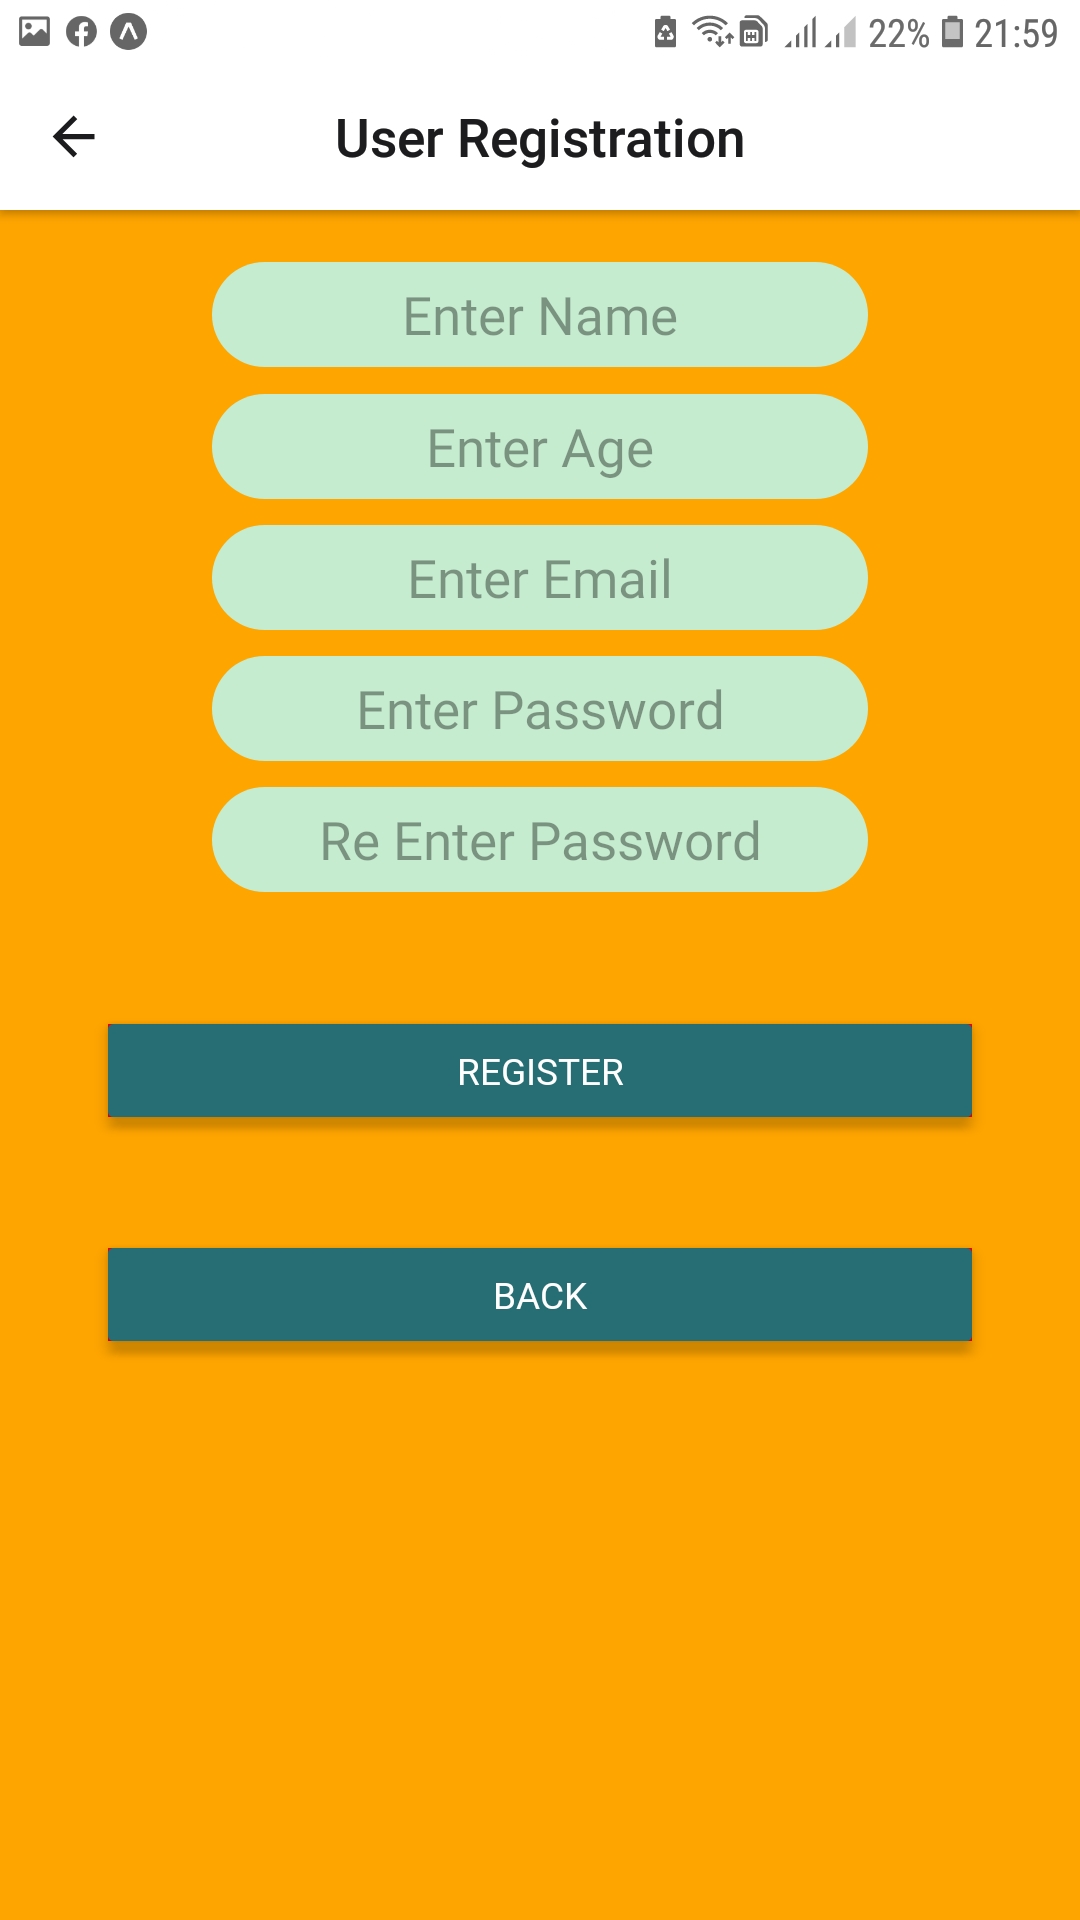 22% 21:59
User Registration
Enter Name
Enter Age
Enter Email
Enter Password
Re Enter Password
REGISTER
BACK